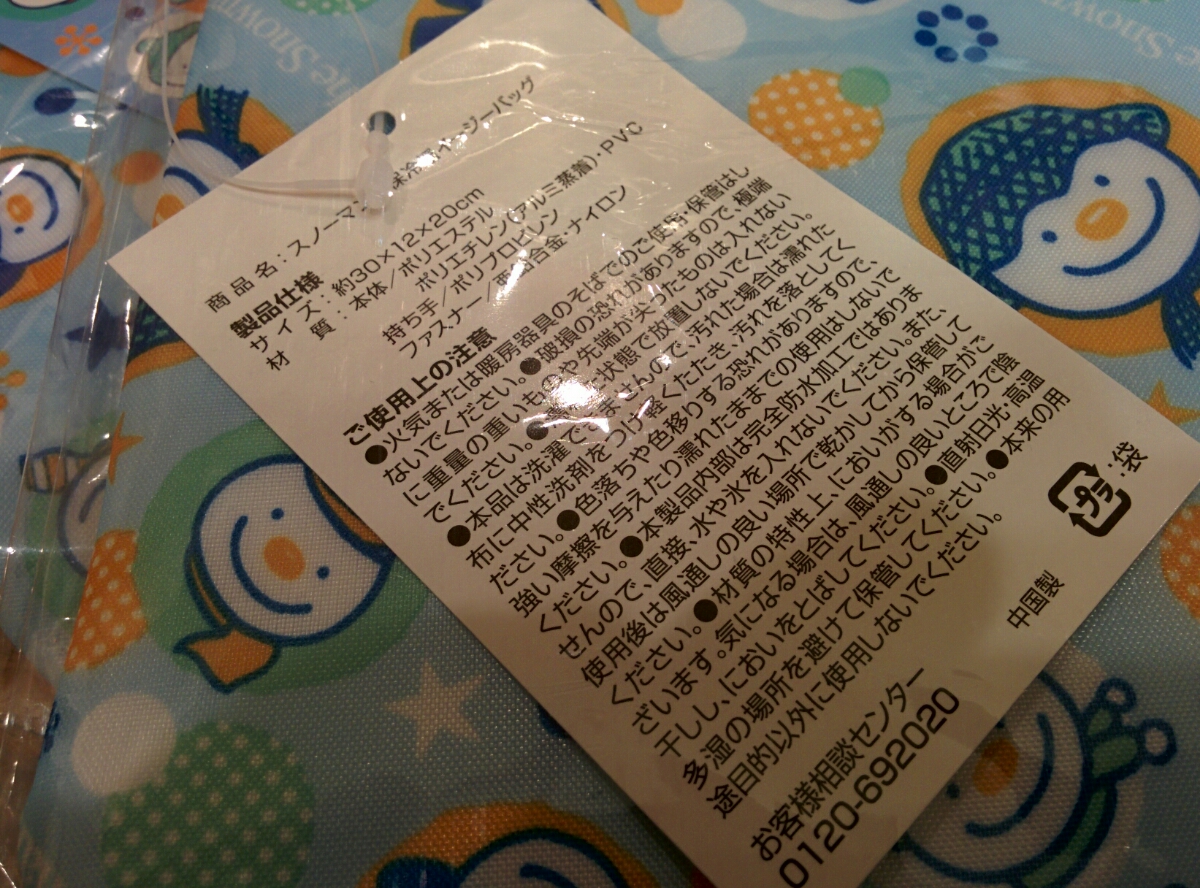 商品名：スノーマン 保冷お イージーバッグ
製品仕様
サイズ：約30×12×20cm
材 質：本体/ポリエステル
ポリエチレン(アルミ蒸着)・PVC
持ち手/ポリプロピレン
ファスナー/亜鉛合金・ナイロン
ご使用上の注意
●火気または暖房器具のそばでのご使用・保管はし
ないでください。●破損の恐れがありますので、極端
に重量の重いものや先端が尖ったものは入れない
でください。● 状態で放置しないでください。
●本品は洗濯できませんので、汚れた場合は濡れた
布に中性洗剤をつけ軽くたたき、汚れを落としてく
ださい。●色落ちや色移りする恐れがありますので、
強い摩擦を与えたり濡れたままでの使用はしないで
ください。●本製品内部は完全防水加工ではありま
せんので、直接、水や氷を入れないでください。また、
使用後は風通しの良い場所で乾かしてから保管して
ください。●材質の特性上、においがする場合がご
ざいます。気になる場合は、風通しの良いところで陰
干しし、においをとばしてください。●直射日光・高温
多湿の場所を避けて保管してください。●本来の用
途目的以外に使用しないでください。
プラ：袋
中国製
お客様相談センター
0120-692020
The Snowm